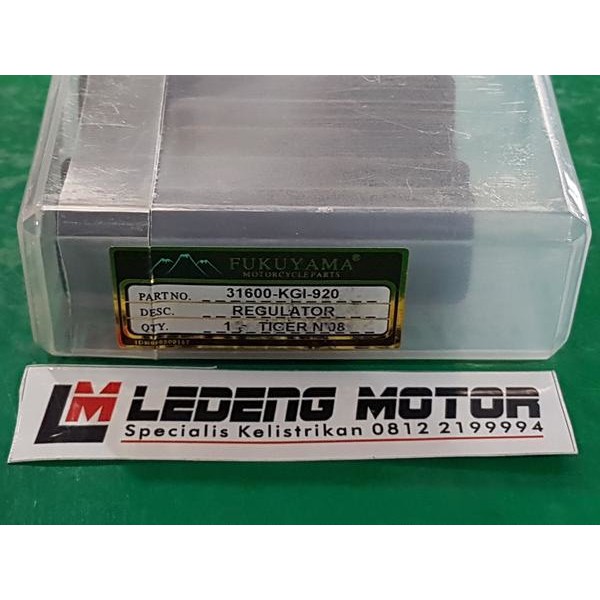 FUKUYAMA®
MOTORCYCLE PARTS
PART NO. 31600-KGI-920
DESC. REGULATOR
QTY. 1 - TIGER N'08
LM LEDENG MOTOR
Specialis Kelistrikan 0812 2199994